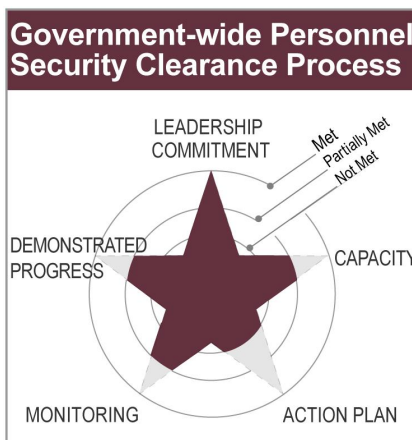 Government-wide Personnel
Security Clearance Process
LEADERSHIP
COMMITMENT
Met
Partially Met
Not Met
DEMONSTRATED
PROGRESS
CAPACITY
MONITORING
ACTION PLAN